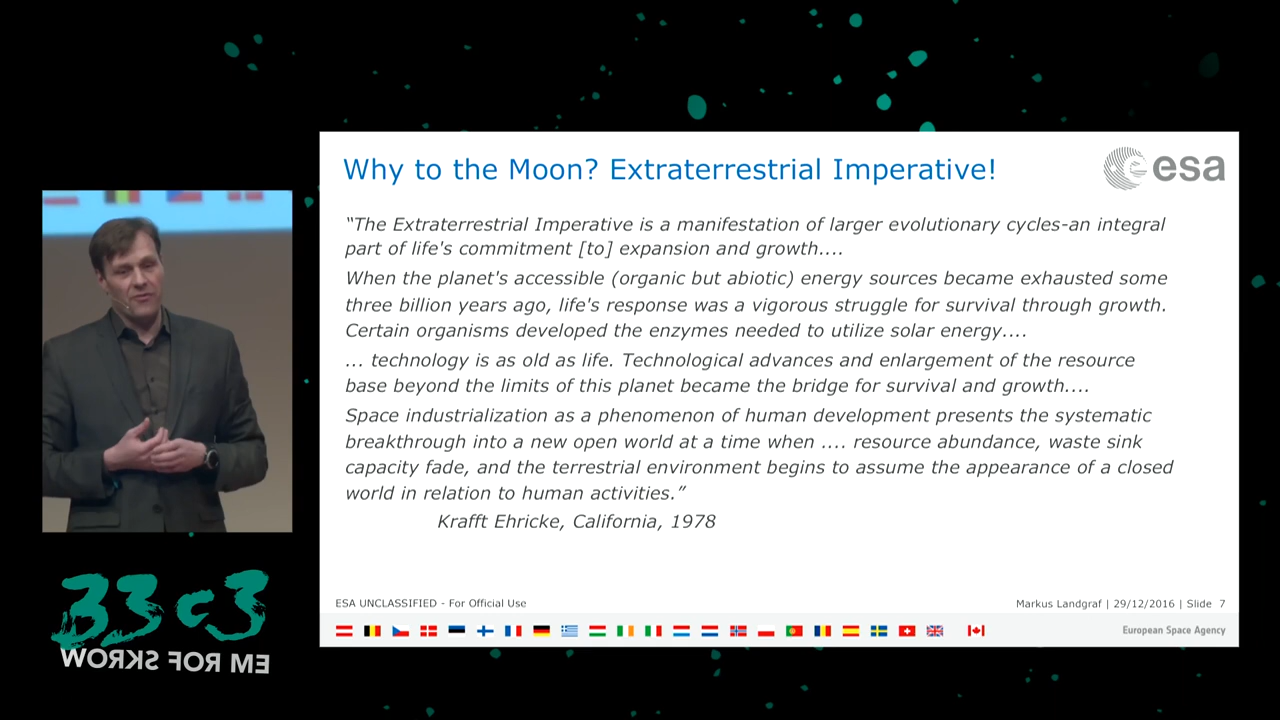 Why to the Moon? Extraterrestrial Imperative!
esa
“The Extraterrestrial Imperative is a manifestation of larger evolutionary cycles-an integral
part of life's commitment [to] expansion and growth....
When the planet's accessible (organic but abiotic) energy sources became exhausted some
three billion years ago, life's response was a vigorous struggle for survival through growth.
Certain organisms developed the enzymes needed to utilize solar energy....
... technology is as old as life. Technological advances and enlargement of the resource
base beyond the limits of this planet became the bridge for survival and growth....
Space industrialization as a phenomenon of human development presents the systematic
breakthrough into a new open world at a time when .... resource abundance, waste sink
capacity fade, and the terrestrial environment begins to assume the appearance of a closed
world in relation to human activities.”
Krafft Ehricke, California, 1978
ESA UNCLASSIFIED - For Official Use
Markus Landgraf | 29/12/2016 | Slide 7
European Space Agency
33c3
WORKS FOR ME